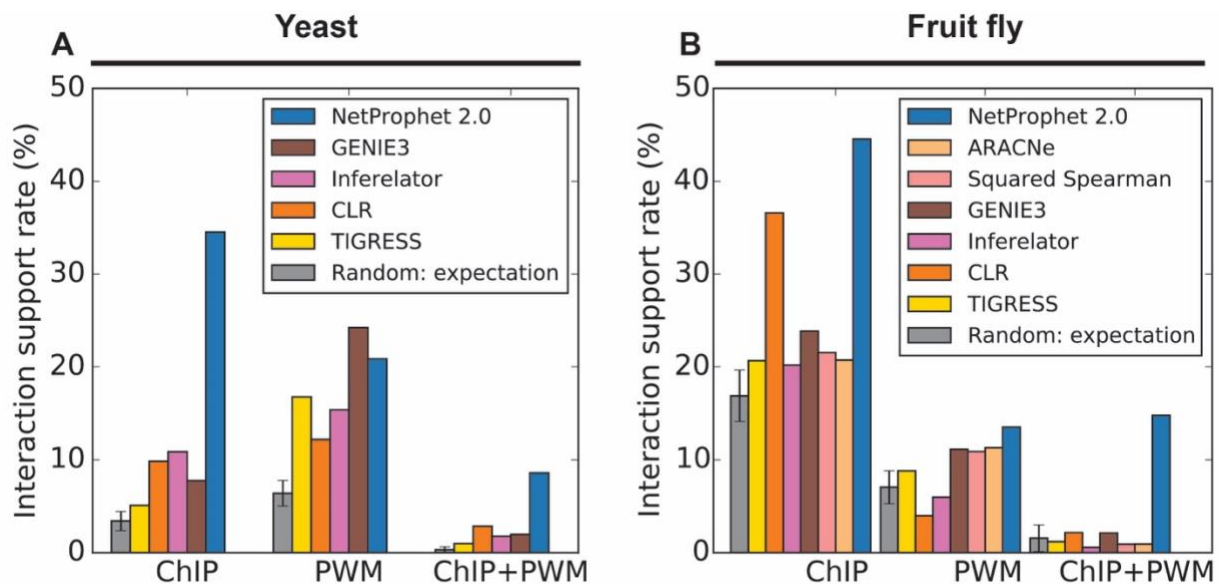 Yeast
A
Interaction support rate (%)
50
40
30
20
10
0
NetProphet 2.0
GENIE3
Inferelator
CLR
TIGRESS
Random: expectation
ChIP
PWM
ChIP+PWM
Fruit fly
B
Interaction support rate (%)
50
40
30
20
10
0
NetProphet 2.0
ARACNe
Squared Spearman
GENIE3
Inferelator
CLR
TIGRESS
Random: expectation
ChIP
PWM
ChIP+PWM